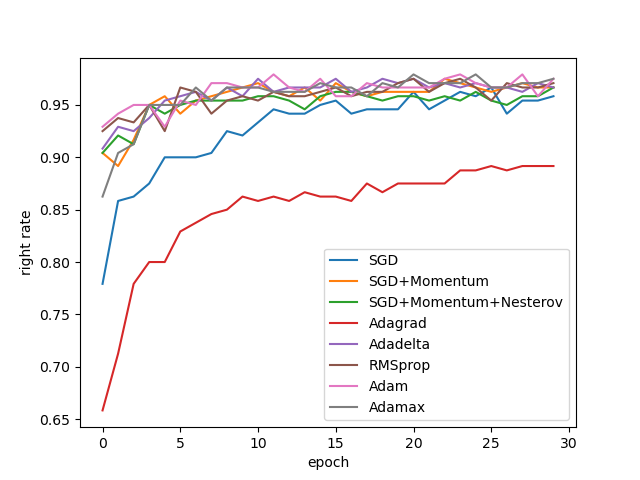 right rate
0.95
0.90
0.85
0.80
0.75
0.70
0.65
SGD
SGD+Momentum
SGD+Momentum+Nesterov
Adagrad
Adadelta
RMSprop
Adam
Adamax
0 5 10 15 20 25 30
epoch